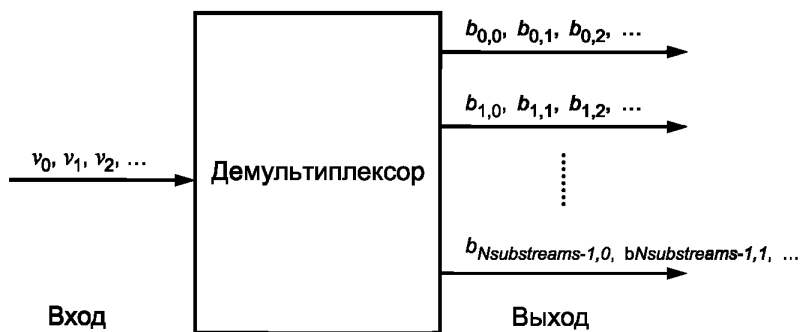 b0,0, b0,1, b0,2, ...
b1,0, b1,1, b1,2, ...
v0, v1, v2, ...
Демультиплексор
bNsubstreams-1,0, bNsubstreams-1,1, ...
Вход
Выход